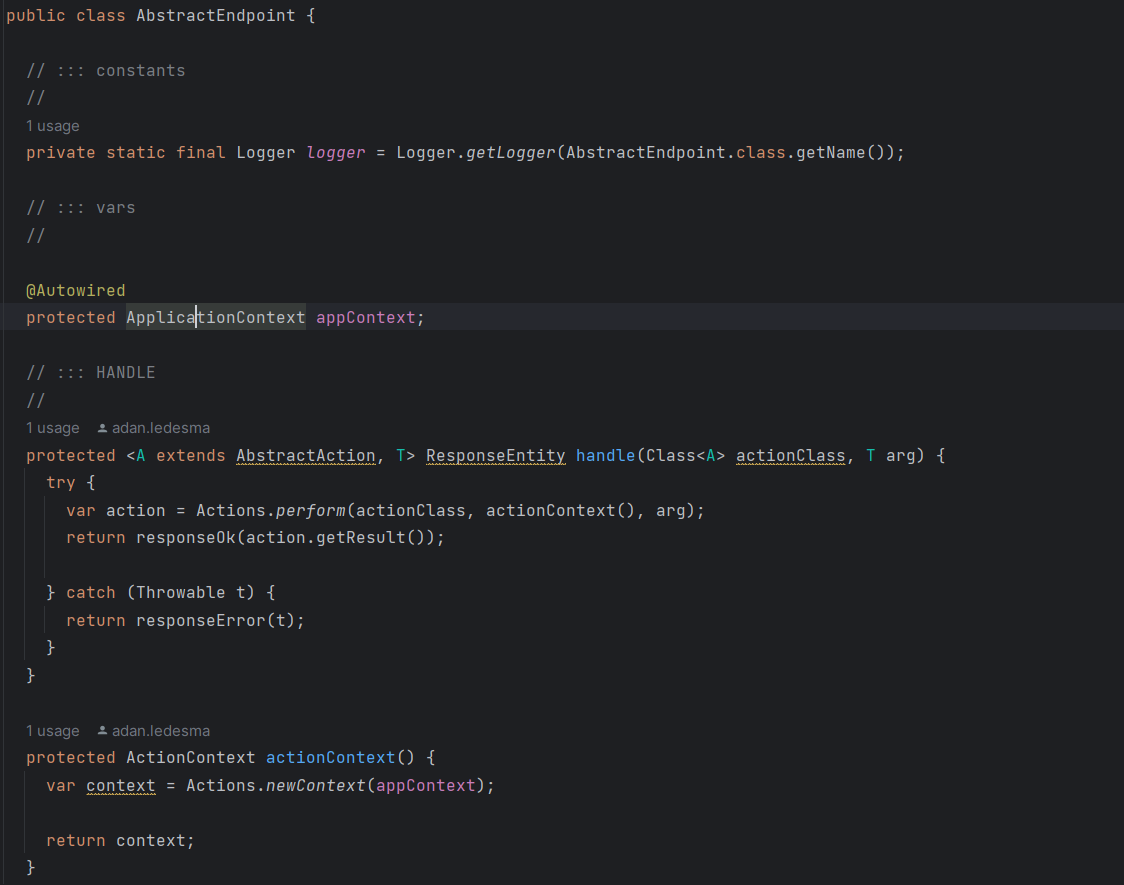 public class AbstractEndpoint {
// ::: constants
//
1 usage
private static final Logger logger = Logger.getLogger(AbstractEndpoint.class.getName());
// ::: vars
//
@Autowired
protected ApplicationContext appContext;
// ::: HANDLE
//
1 usage adan.ledesma
protected <A extends AbstractAction, T> ResponseEntity handle(Class<A> actionClass, T arg) {
try {
var action = Actions.perform(actionClass, actionContext(), arg);
return responseOk(action.getResult());
} catch (Throwable t) {
return responseError(t);
}
}
1 usage adan.ledesma
protected ActionContext actionContext() {
var context = Actions.newContext(appContext);
return context;
}